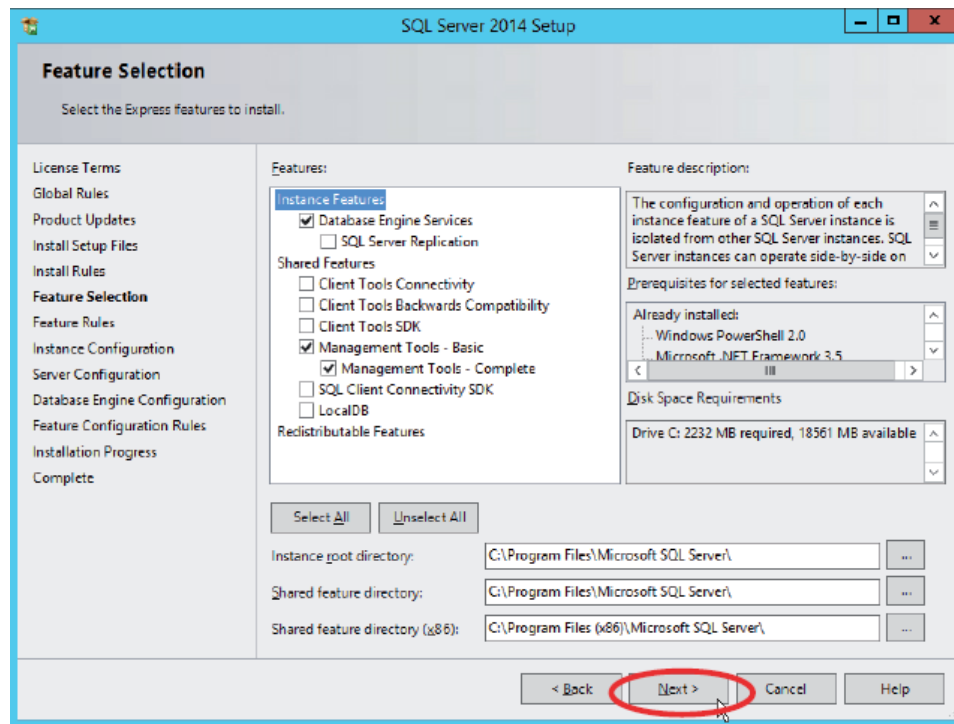 SQL Server 2014 Setup
Feature Selection
Select the Express features to install.
License Terms
Global Rules
Product Updates
Install Setup Files
Install Rules
Feature Selection
Feature Rules
Instance Configuration
Server Configuration
Database Engine Configuration
Feature Configuration Rules
Installation Progress
Complete
Features:
Instance Features
Database Engine Services
SQL Server Replication
Shared Features
Client Tools Connectivity
Client Tools Backwards Compatibility
Client Tools SDK
Management Tools - Basic
Management Tools - Complete
SQL Client Connectivity SDK
LocalDB
Redistributable Features
Feature description:
The configuration and operation of each
instance feature of a SQL Server instance is
isolated from other SQL Server instances. SQL
Server instances can operate side-by-side on
Prerequisites for selected features:
Already installed:
Windows PowerShell 2.0
Microsoft .NET Framework 3.5
Disk Space Requirements
Drive C: 2232 MB required, 18561 MB available
Select All
Unselect All
Instance root directory:
C:\Program Files\Microsoft SQL Server\
...
Shared feature directory:
C:\Program Files\Microsoft SQL Server\
...
Shared feature directory (x86):
C:\Program Files (x86)\Microsoft SQL Server\
...
< Back
Next >
Cancel
Help